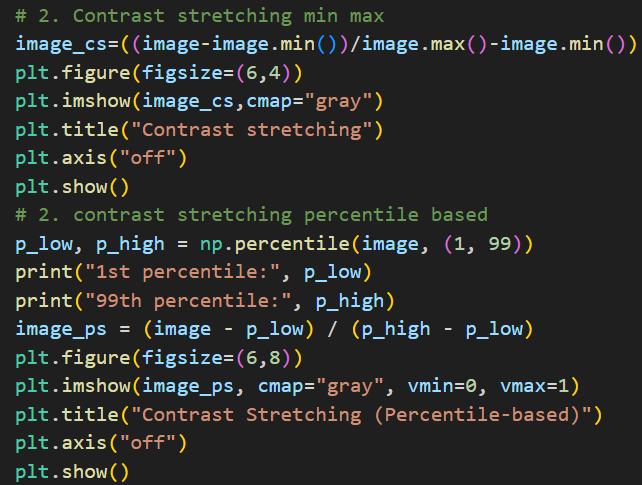 # 2. Contrast stretching min max
image_cs=((image-image.min())/image.max()-image.min())
plt.figure(figsize=(6,4))
plt.imshow(image_cs,cmap="gray")
plt.title("Contrast stretching")
plt.axis("off")
plt.show()
# 2. contrast stretching percentile based
p_low, p_high = np.percentile(image, (1, 99))
print("1st percentile:", p_low)
print("99th percentile:", p_high)
image_ps = (image - p_low) / (p_high - p_low)
plt.figure(figsize=(6,8))
plt.imshow(image_ps, cmap="gray", vmin=0, vmax=1)
plt.title("Contrast Stretching (Percentile-based)")
plt.axis("off")
plt.show()